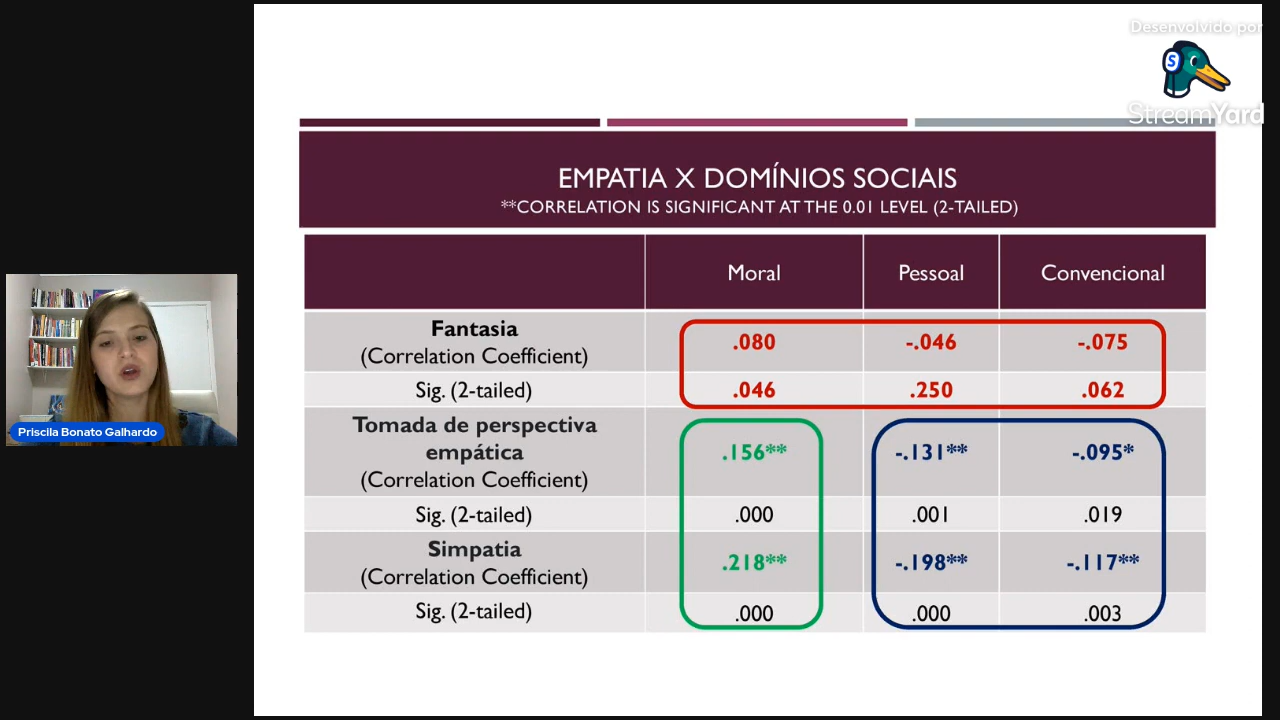 Desenvolvido por
StreamYard
EMPATIA X DOMÍNIOS SOCIAIS
**CORRELATION IS SIGNIFICANT AT THE 0.01 LEVEL (2-TAILED)
Moral Pessoal Convencional
Fantasia
(Correlation Coefficient) .080 -.046 -.075
Sig. (2-tailed) .046 .250 .062
Tomada de perspectiva
empática
(Correlation Coefficient) .156** -.131** -.095*
Sig. (2-tailed) .000 .001 .019
Simpatia
(Correlation Coefficient) .218** -.198** -.117**
Sig. (2-tailed) .000 .000 .003
Priscila Bonato Galhardo